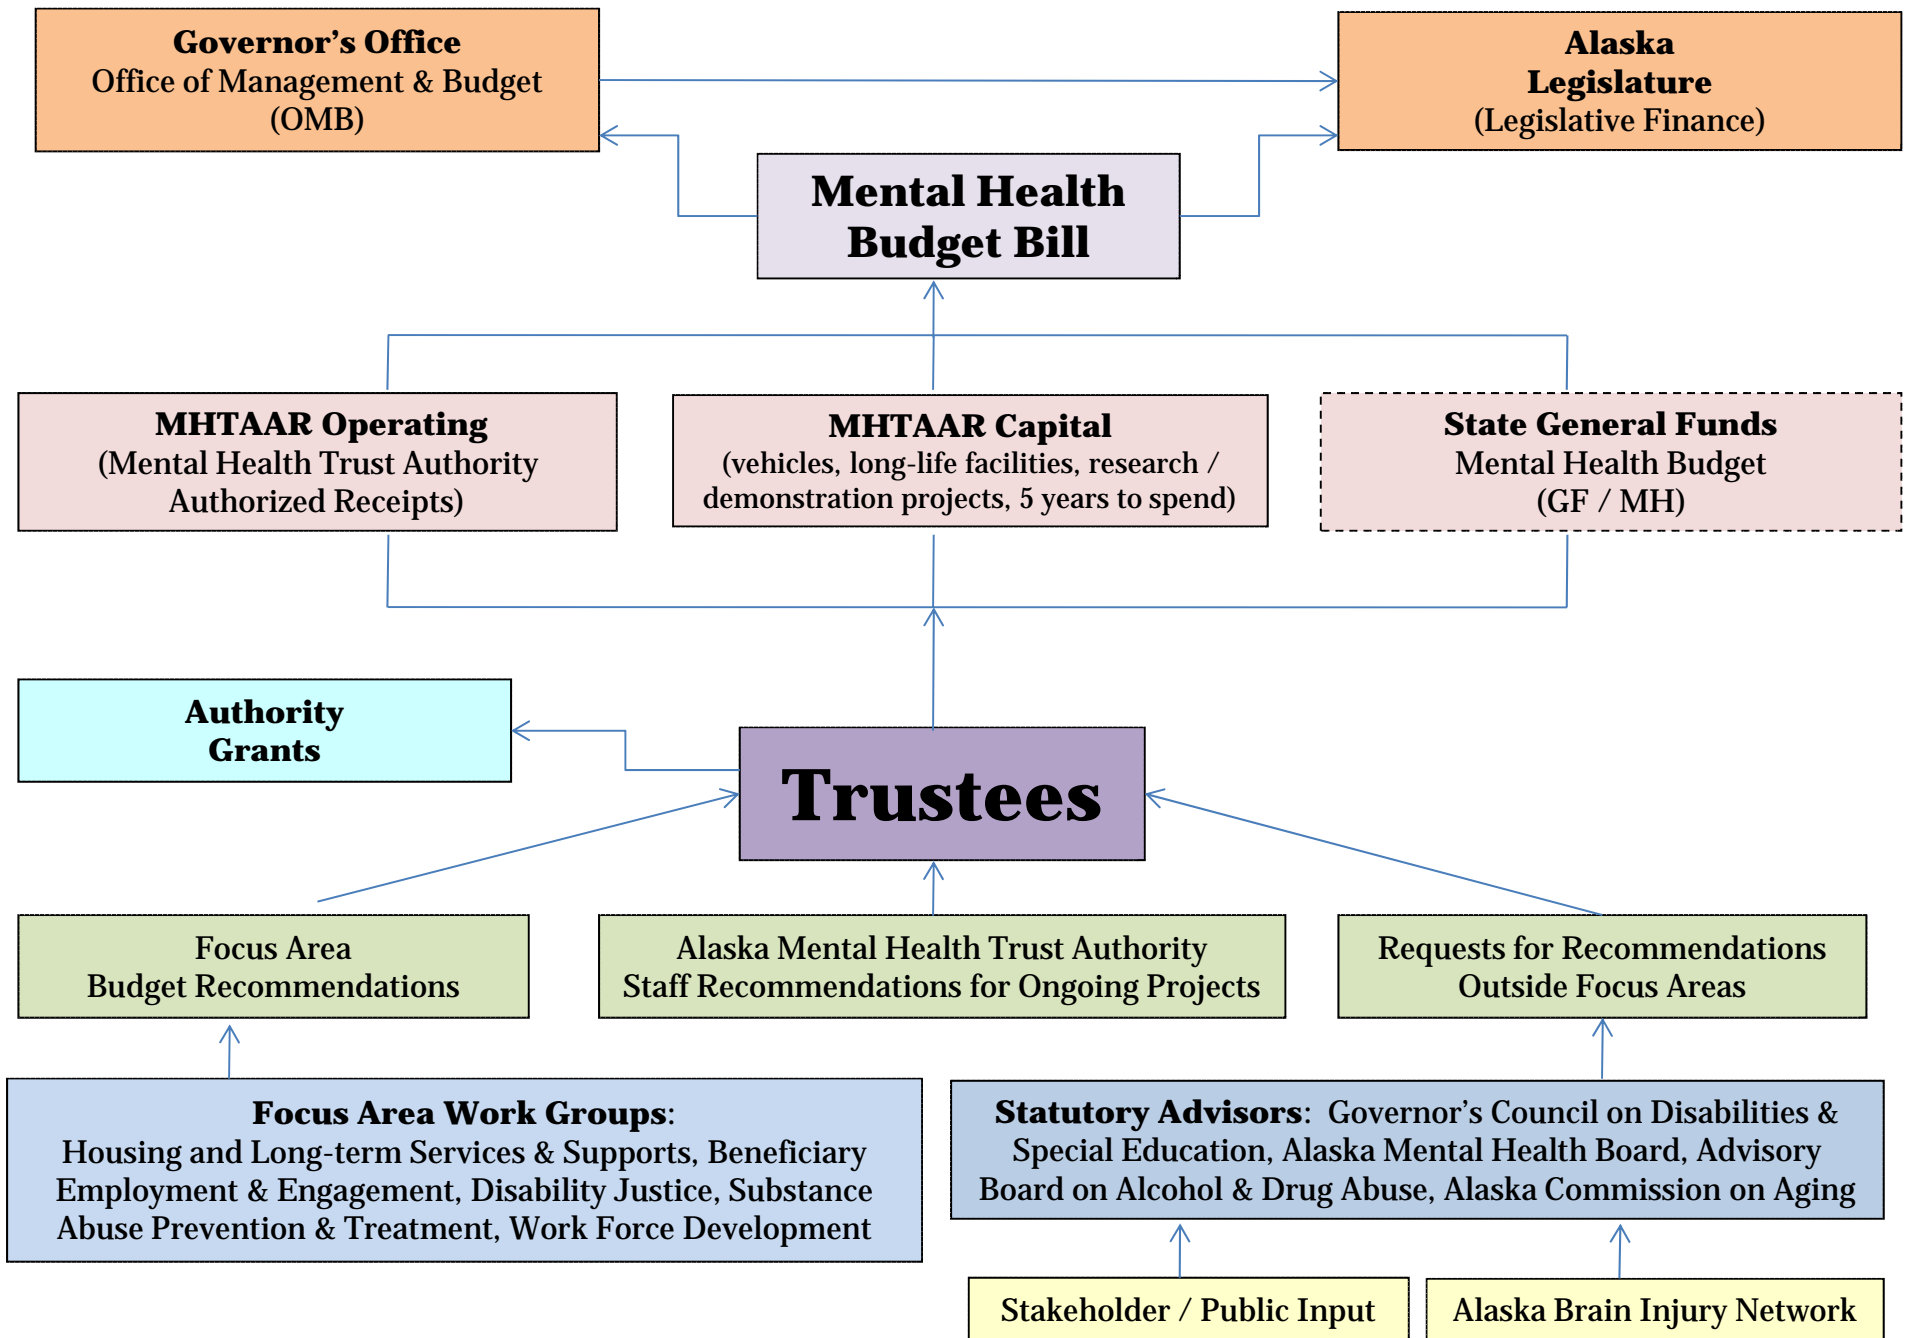 Governor’s Office
Office of Management & Budget
(OMB)
Alaska
Legislature
(Legislative Finance)
Mental Health
Budget Bill
MHTAAR Operating
(Mental Health Trust Authority
Authorized Receipts)
MHTAAR Capital
(vehicles, long-life facilities, research /
demonstration projects, 5 years to spend)
State General Funds
Mental Health Budget
(GF / MH)
Authority
Grants
Trustees
Focus Area
Budget Recommendations
Alaska Mental Health Trust Authority
Staff Recommendations for Ongoing Projects
Requests for Recommendations
Outside Focus Areas
Focus Area Work Groups:
Housing and Long-term Services & Supports, Beneficiary
Employment & Engagement, Disability Justice, Substance
Abuse Prevention & Treatment, Work Force Development
Statutory Advisors: Governor’s Council on Disabilities &
Special Education, Alaska Mental Health Board, Advisory
Board on Alcohol & Drug Abuse, Alaska Commission on Aging
Stakeholder / Public Input
Alaska Brain Injury Network